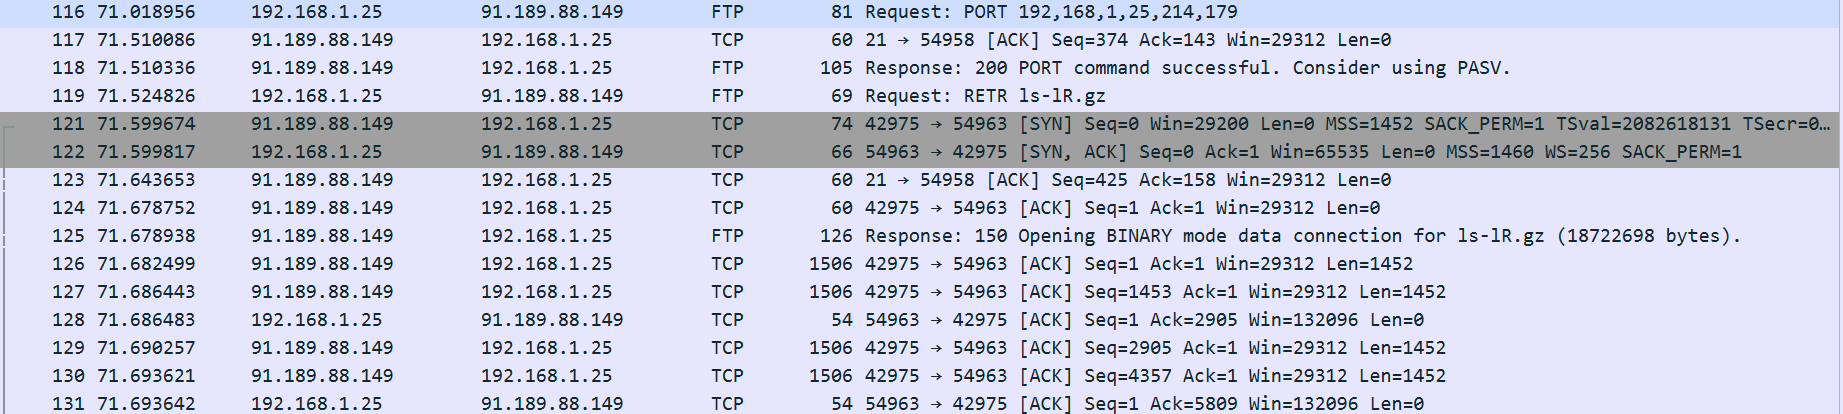 116 71.018956 192.168.1.25 91.189.88.149 FTP 81 Request: PORT 192,168,1,25,214,179
117 71.510086 91.189.88.149 192.168.1.25 TCP 60 21 → 54958 [ACK] Seq=374 Ack=143 Win=29312 Len=0
118 71.510336 91.189.88.149 192.168.1.25 FTP 105 Response: 200 PORT command successful. Consider using PASV.
119 71.524826 192.168.1.25 91.189.88.149 FTP 69 Request: RETR ls-lR.gz
121 71.599674 91.189.88.149 192.168.1.25 TCP 74 42975 → 54963 [SYN] Seq=0 Win=29200 Len=0 MSS=1452 SACK_PERM=1 TSval=2082618131 TSecr=0…
122 71.599817 192.168.1.25 91.189.88.149 TCP 66 54963 → 42975 [SYN, ACK] Seq=0 Ack=1 Win=65535 Len=0 MSS=1460 WS=256 SACK_PERM=1
123 71.643653 91.189.88.149 192.168.1.25 TCP 60 21 → 54958 [ACK] Seq=425 Ack=158 Win=29312 Len=0
124 71.678752 91.189.88.149 192.168.1.25 TCP 60 42975 → 54963 [ACK] Seq=1 Ack=1 Win=29312 Len=0
125 71.678938 91.189.88.149 192.168.1.25 FTP 126 Response: 150 Opening BINARY mode data connection for ls-lR.gz (18722698 bytes).
126 71.682499 91.189.88.149 192.168.1.25 TCP 1506 42975 → 54963 [ACK] Seq=1 Ack=1 Win=29312 Len=1452
127 71.686443 91.189.88.149 192.168.1.25 TCP 1506 42975 → 54963 [ACK] Seq=1453 Ack=1 Win=29312 Len=1452
128 71.686483 192.168.1.25 91.189.88.149 TCP 54 54963 → 42975 [ACK] Seq=1 Ack=2905 Win=132096 Len=0
129 71.690257 91.189.88.149 192.168.1.25 TCP 1506 42975 → 54963 [ACK] Seq=2905 Ack=1 Win=29312 Len=1452
130 71.693621 91.189.88.149 192.168.1.25 TCP 1506 42975 → 54963 [ACK] Seq=4357 Ack=1 Win=29312 Len=1452
131 71.693642 192.168.1.25 91.189.88.149 TCP 54 54963 → 42975 [ACK] Seq=1 Ack=5809 Win=132096 Len=0